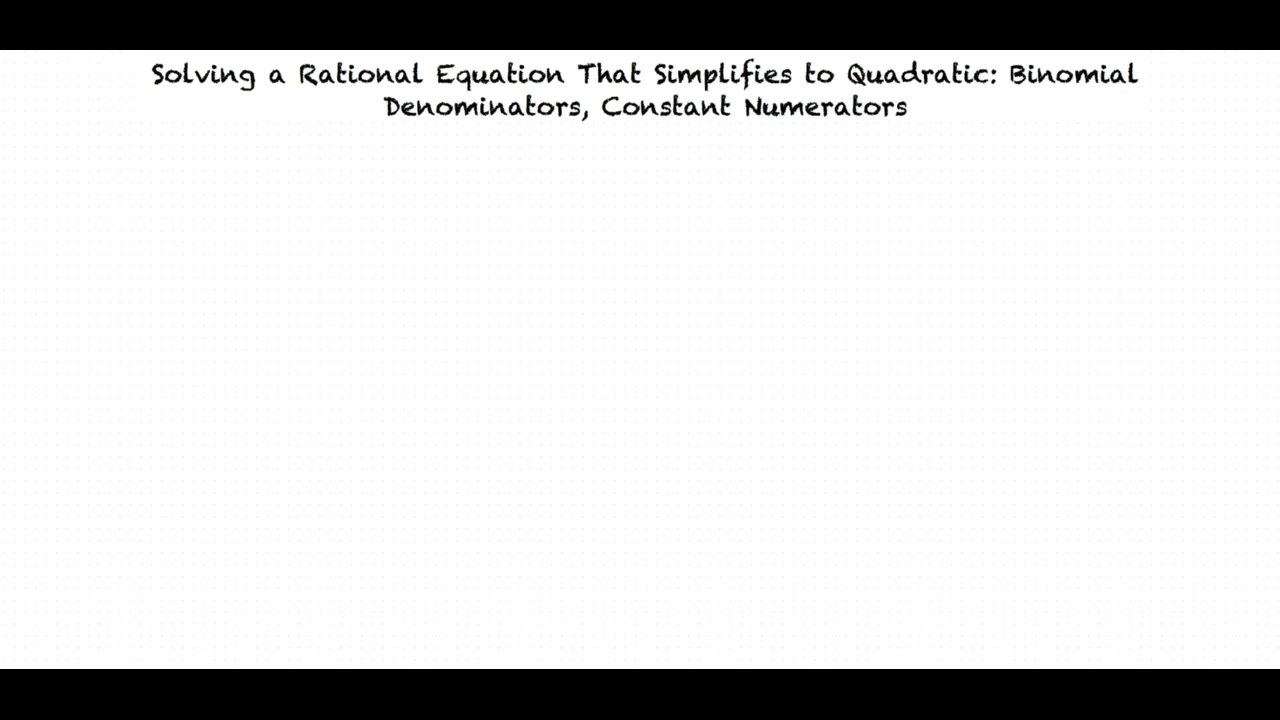 Solving a Rational Equation That Simplifies to Quadratic: Binomial
Denominators, Constant Numerators